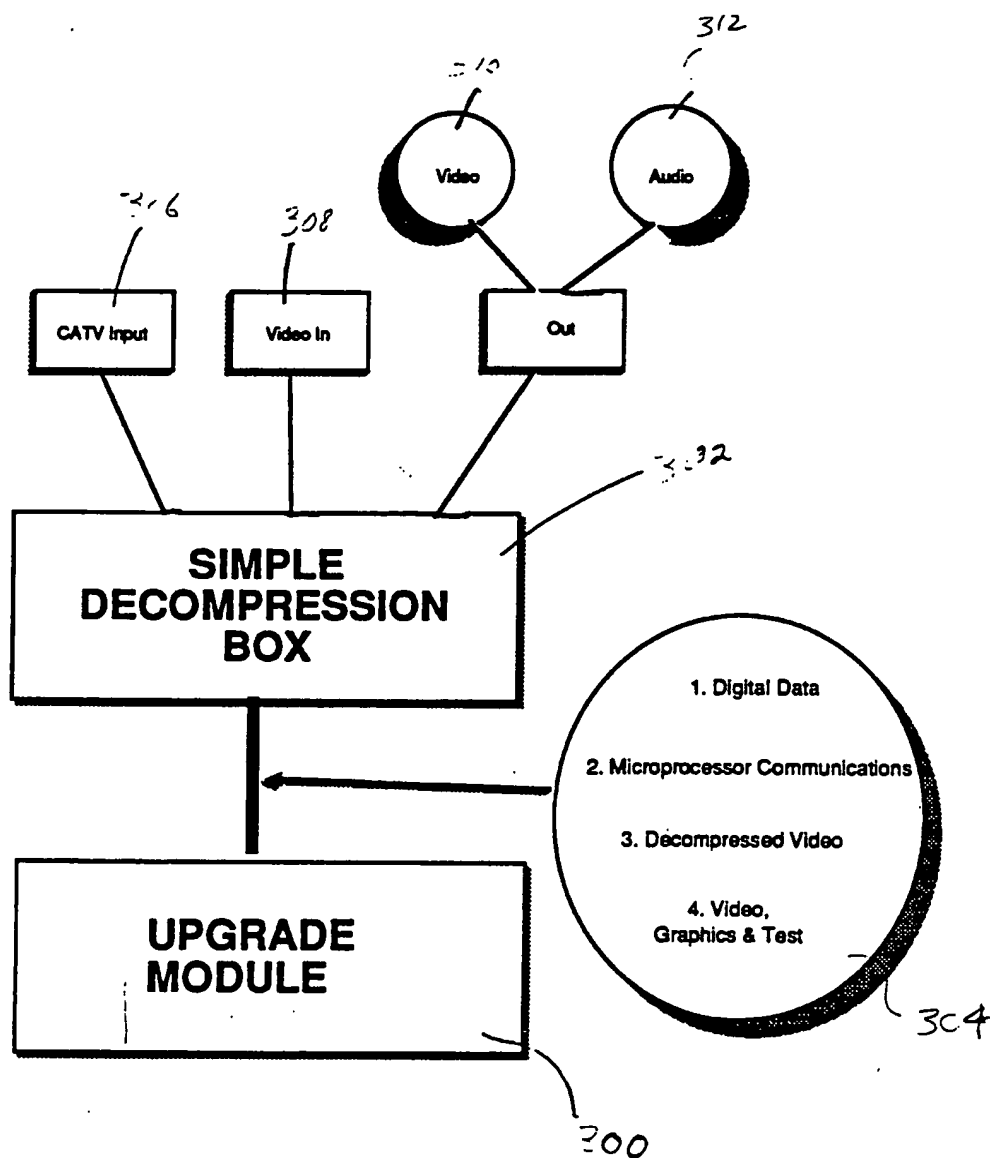 312
Video
Audio
308
CATV Input
Video In
Out
SIMPLE
DECOMPRESSION
BOX
1. Digital Data
2. Microprocessor Communications
3. Decompressed Video
4. Video,
Graphics & Test
UPGRADE
MODULE
304
300